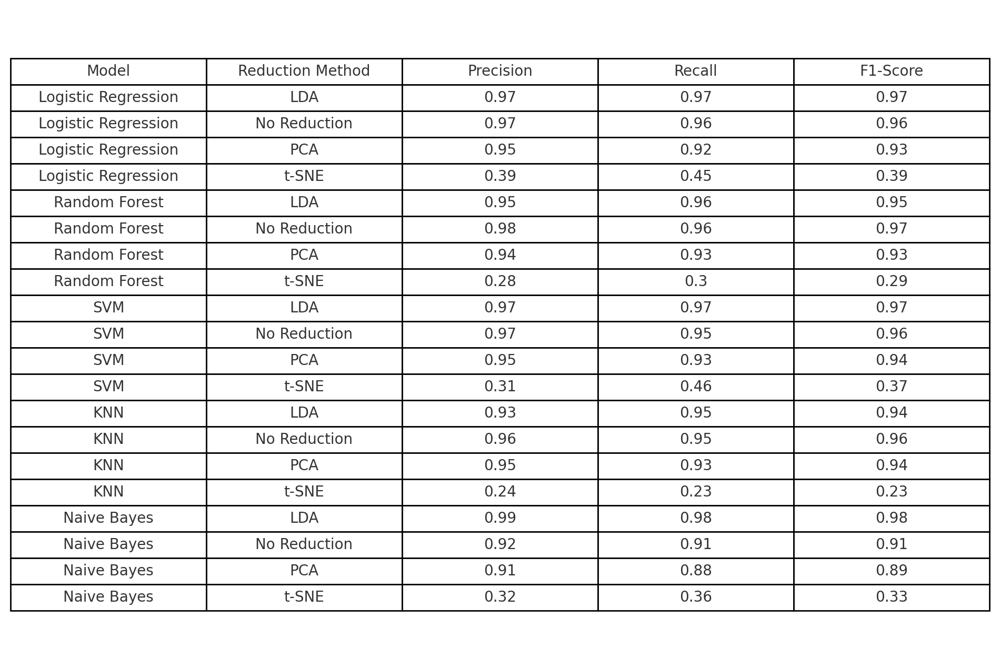 Model Reduction Method Precision Recall F1-Score
Logistic Regression LDA 0.97 0.97 0.97
Logistic Regression No Reduction 0.97 0.96 0.96
Logistic Regression PCA 0.95 0.92 0.93
Logistic Regression t-SNE 0.39 0.45 0.39
Random Forest LDA 0.95 0.96 0.95
Random Forest No Reduction 0.98 0.96 0.97
Random Forest PCA 0.94 0.93 0.93
Random Forest t-SNE 0.28 0.3 0.29
SVM LDA 0.97 0.97 0.97
SVM No Reduction 0.97 0.95 0.96
SVM PCA 0.95 0.93 0.94
SVM t-SNE 0.31 0.46 0.37
KNN LDA 0.93 0.95 0.94
KNN No Reduction 0.96 0.95 0.96
KNN PCA 0.95 0.93 0.94
KNN t-SNE 0.24 0.23 0.23
Naive Bayes LDA 0.99 0.98 0.98
Naive Bayes No Reduction 0.92 0.91 0.91
Naive Bayes PCA 0.91 0.88 0.89
Naive Bayes t-SNE 0.32 0.36 0.33